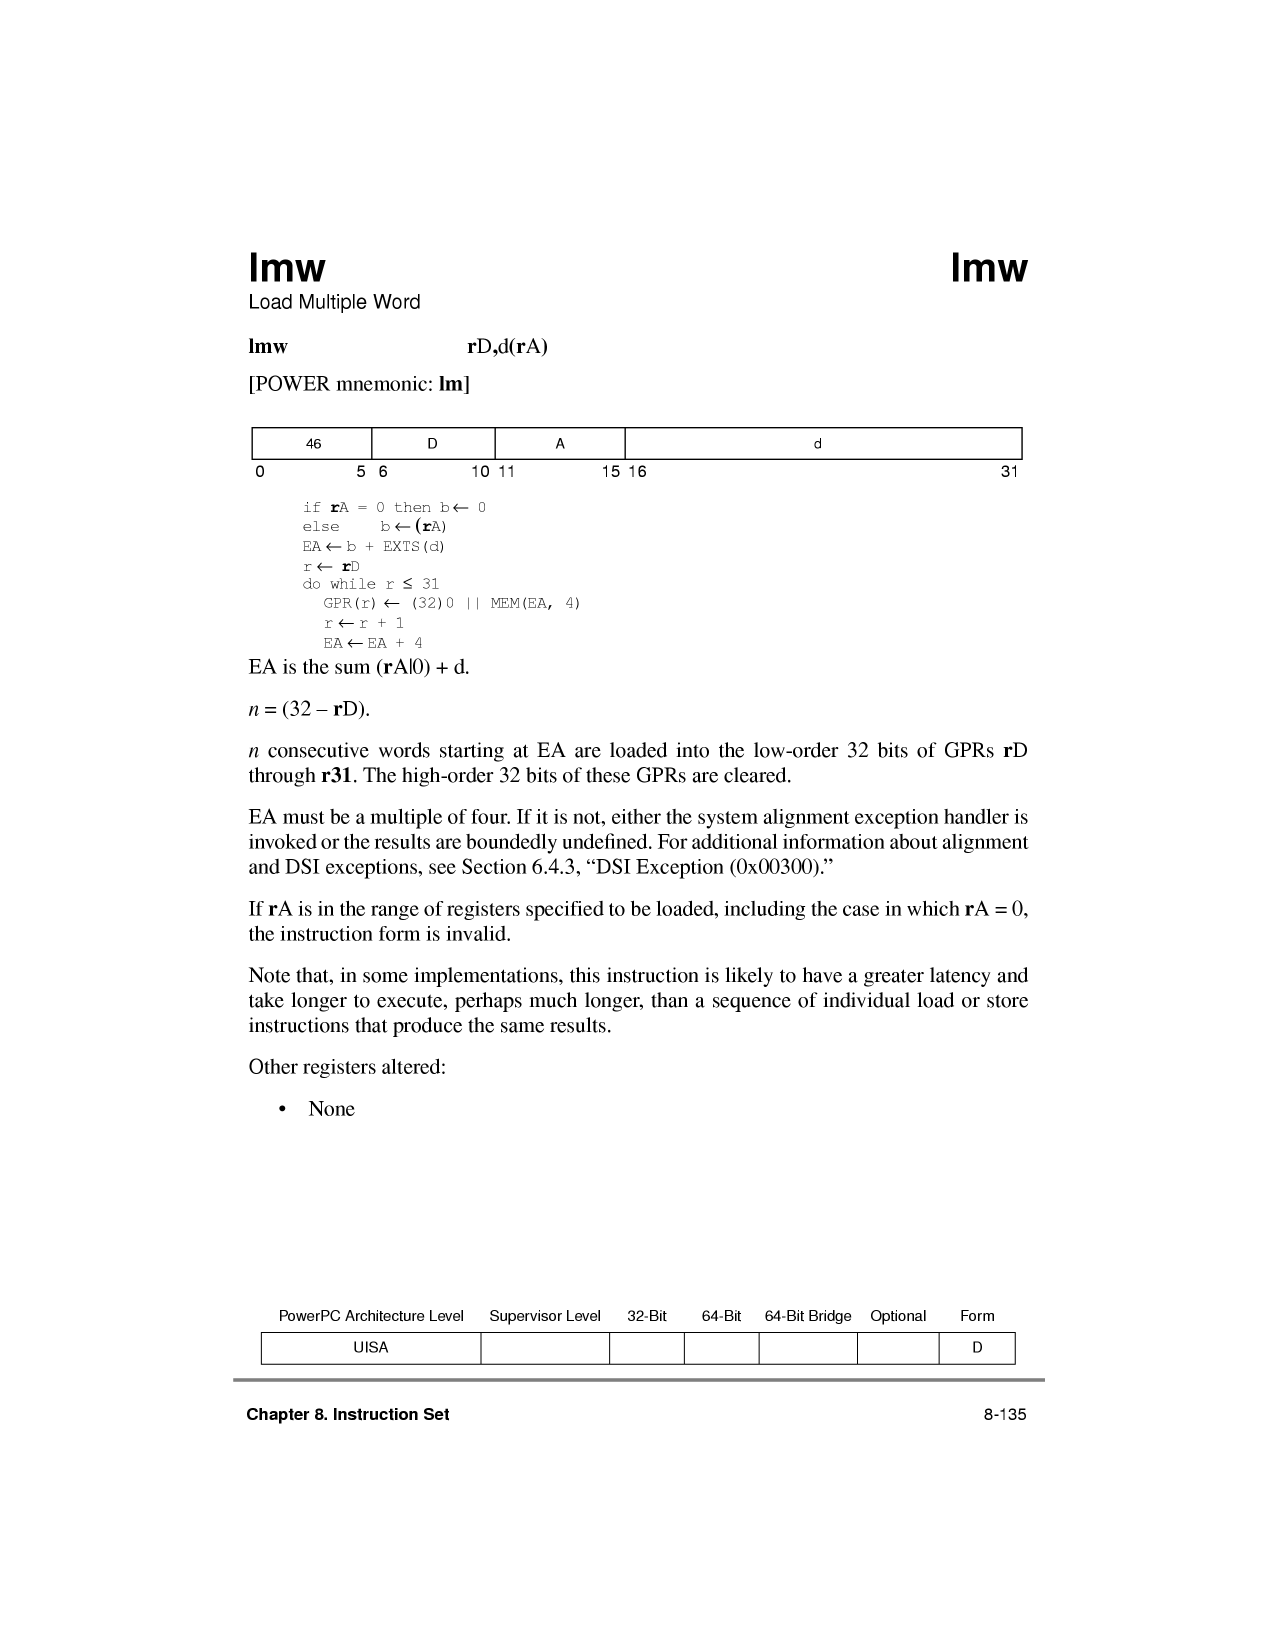 lmw lmw
Load Multiple Word
lmw rD,d(rA)
[POWER mnemonic: lm]
46 D A d
0 5 6 10 11 15 16 31
if rA = 0 then b ← 0
else b ← (rA)
EA ← b + EXTS(d)
r ← rD
do while r ≤ 31
GPR(r) ← (32)0 || MEM(EA, 4)
r ← r + 1
EA ← EA + 4
EA is the sum (rA|0) + d.
n = (32 – rD).
n consecutive words starting at EA are loaded into the low-order 32 bits of GPRs rD
through r31. The high-order 32 bits of these GPRs are cleared.
EA must be a multiple of four. If it is not, either the system alignment exception handler is
invoked or the results are boundedly undefined. For additional information about alignment
and DSI exceptions, see Section 6.4.3, “DSI Exception (0x00300).”
If rA is in the range of registers specified to be loaded, including the case in which rA = 0,
the instruction form is invalid.
Note that, in some implementations, this instruction is likely to have a greater latency and
take longer to execute, perhaps much longer, than a sequence of individual load or store
instructions that produce the same results.
Other registers altered:
• None
PowerPC Architecture Level Supervisor Level 32-Bit 64-Bit 64-Bit Bridge Optional Form
UISA D
Chapter 8. Instruction Set 8-135